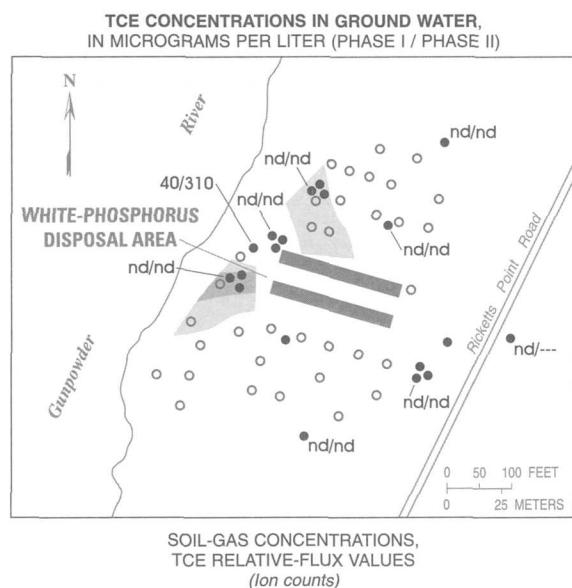 TCE CONCENTRATIONS IN GROUND WATER,
IN MICROGRAMS PER LITER (PHASE I / PHASE II)
N
River
nd/nd
nd/nd
40/310
nd/nd
WHITE-PHOSPHORUS
DISPOSAL AREA
nd/nd
nd/nd
Ricketts Point Road
Gunpowder
nd/---
nd/nd
nd/nd
0 50 100 FEET
0 25 METERS
SOIL-GAS CONCENTRATIONS,
TCE RELATIVE-FLUX VALUES
(Ion counts)